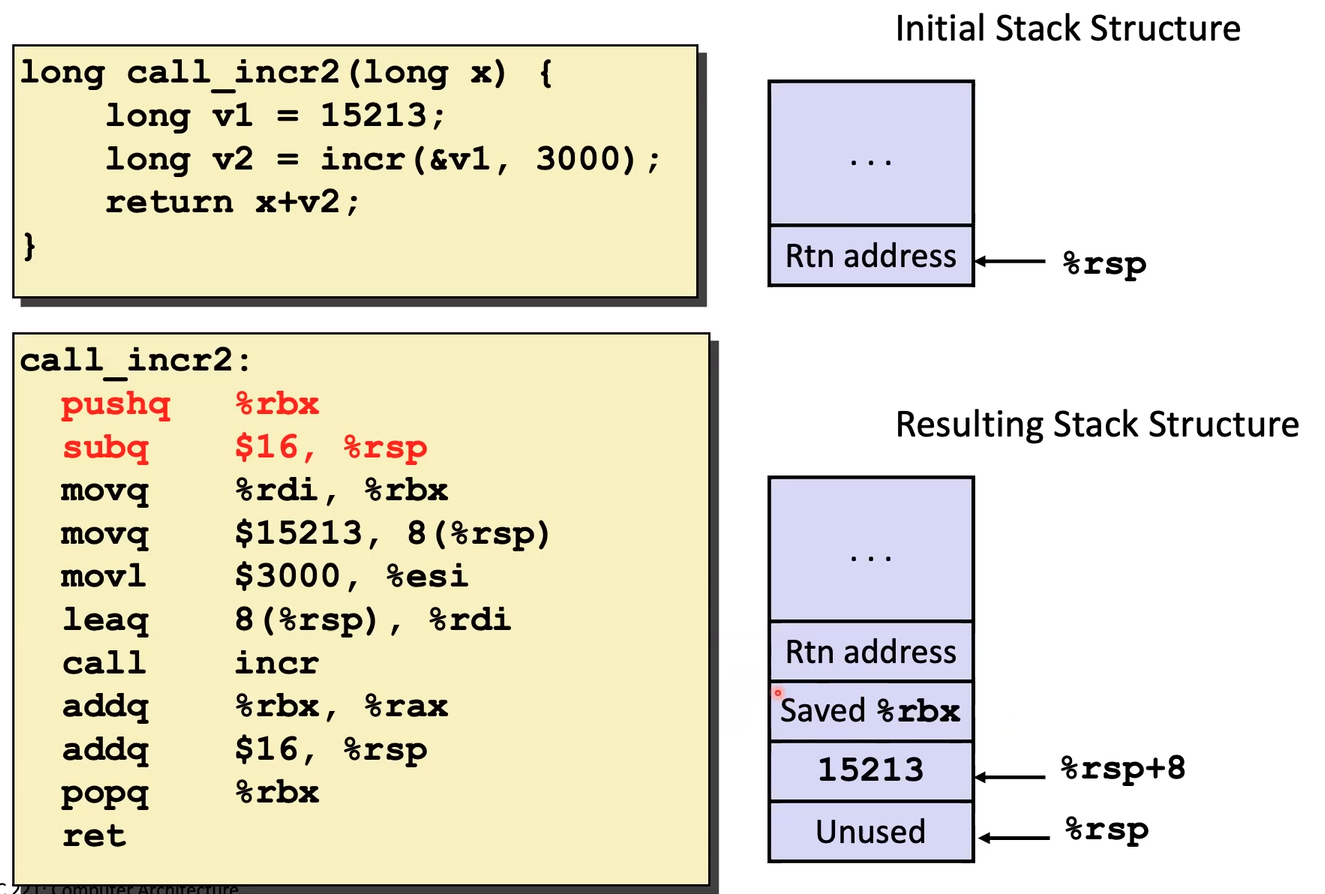 Initial Stack Structure
long call_incr2(long x) {
    long v1 = 15213;
    long v2 = incr(&v1, 3000);
    return x+v2;
}
. . .
Rtn address
%rsp
call_incr2:
  pushq   %rbx
  subq    $16, %rsp
  movq    %rdi, %rbx
  movq    $15213, 8(%rsp)
  movl    $3000, %esi
  leaq    8(%rsp), %rdi
  call    incr
  addq    %rbx, %rax
  addq    $16, %rsp
  popq    %rbx
  ret
Resulting Stack Structure
. . .
Rtn address
Saved %rbx
15213
%rsp+8
Unused
%rsp
221: Computer Architecture